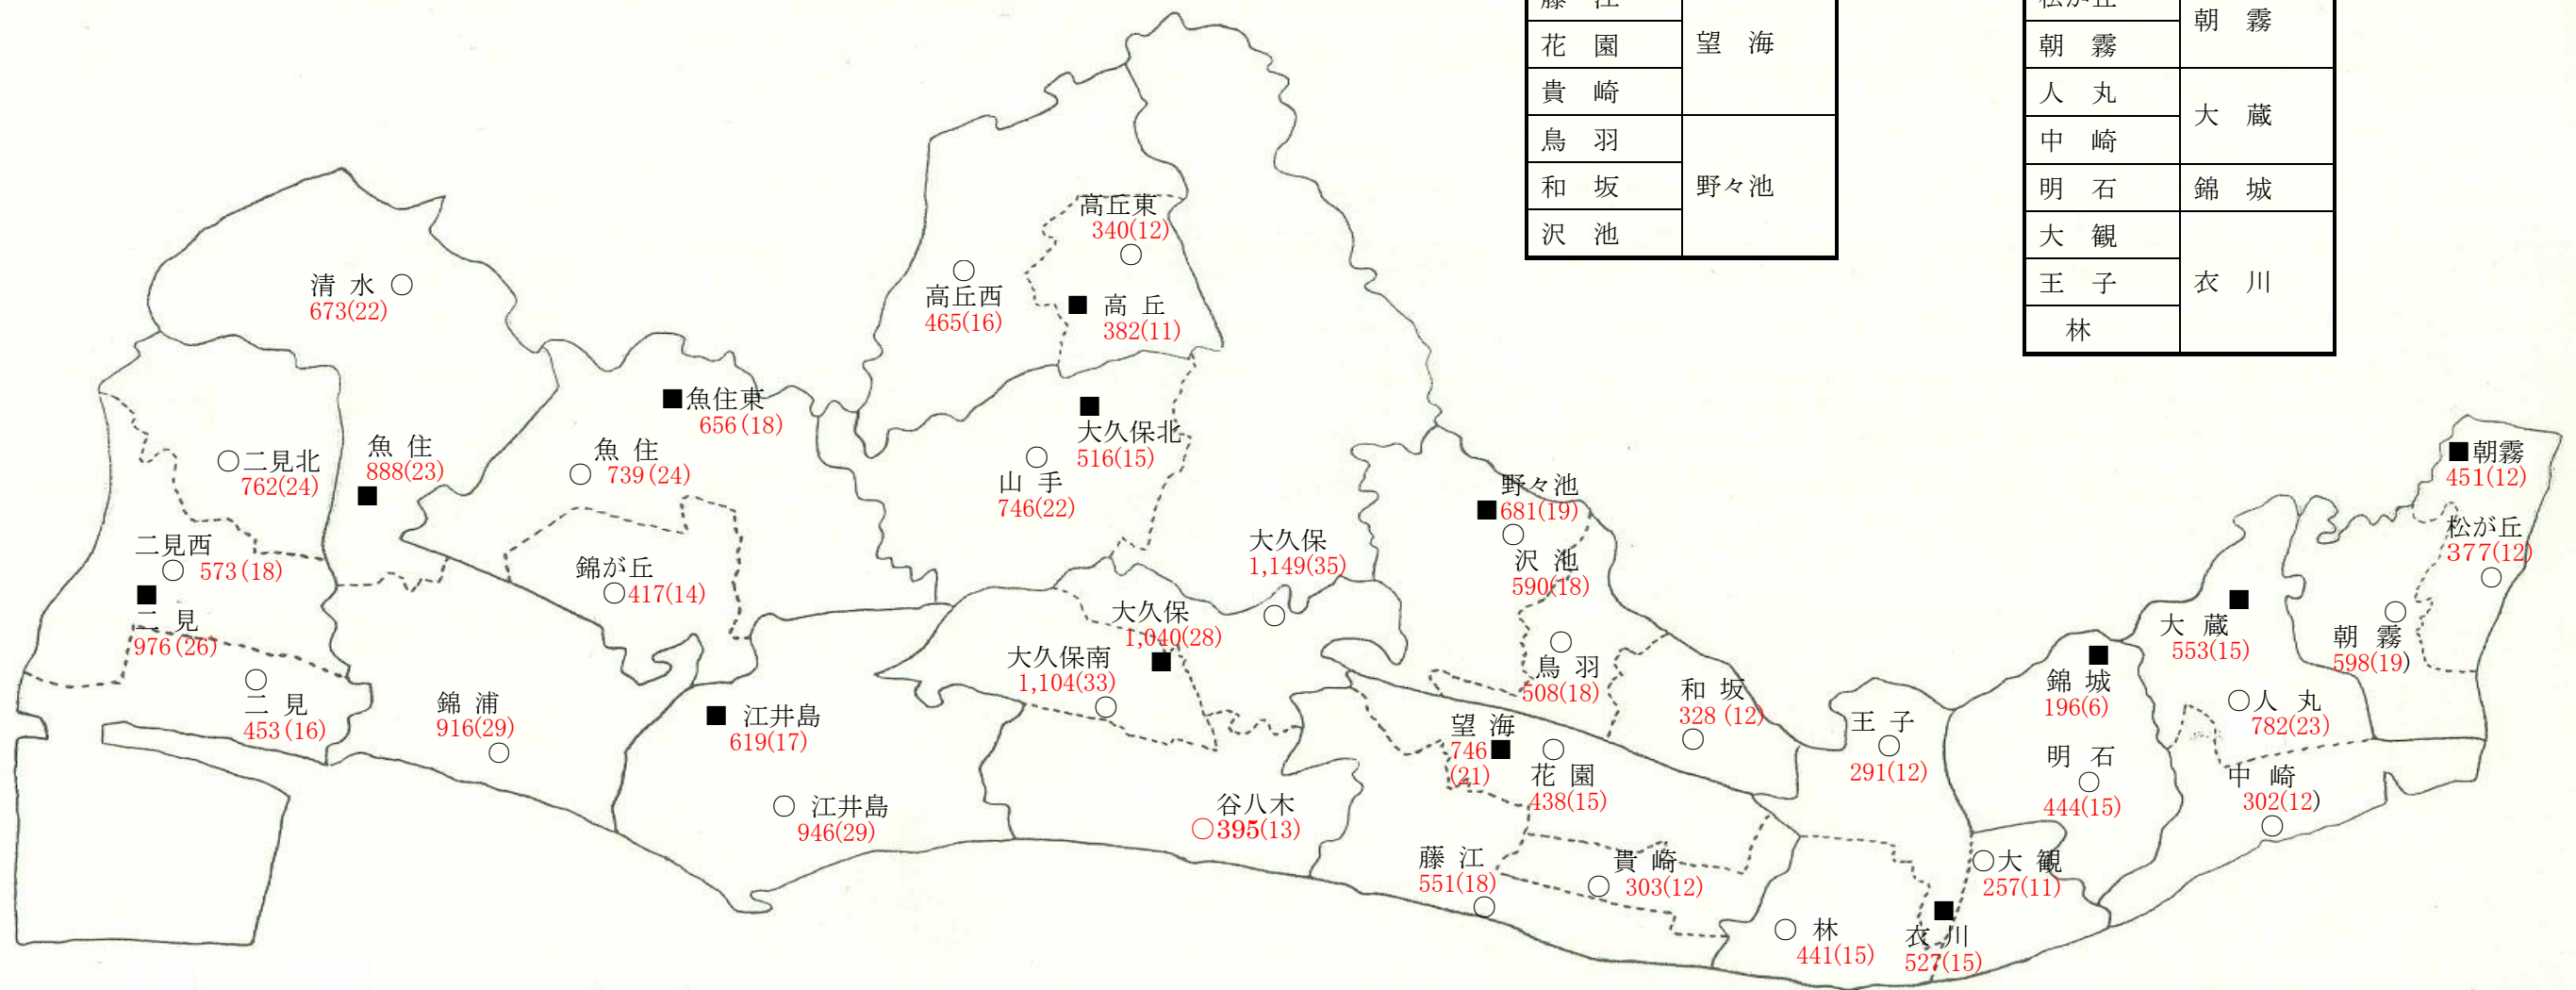 藤 江
花 園
望 海
貴 崎
鳥 羽
和 坂
野々池
沢 池
松が丘
朝 霧
朝 霧
人 丸
大 蔵
中 崎
明 石
錦 城
大 観
王 子
衣 川
林
高丘東
340(12)
高丘西
465(16)
高 丘
382(11)
清 水
673(22)
魚住東
656(18)
大久保北
516(15)
山 手
746(22)
魚 住
739(24)
魚 住
888(23)
二見北
762(24)
二見西
573(18)
二 見
976(26)
二 見
453(16)
錦が丘
417(14)
錦 浦
916(29)
江井島
619(17)
江井島
946(29)
大久保
1,149(35)
大久保
1,040(28)
大久保南
1,104(33)
谷八木
395(13)
野々池
681(19)
沢 池
590(18)
鳥 羽
508(18)
和 坂
328(12)
望 海
746
(21)
花 園
438(15)
藤 江
551(18)
貴 崎
303(12)
王 子
291(12)
林
441(15)
衣 川
527(15)
大 観
257(11)
錦 城
196(6)
明 石
444(15)
大 蔵
553(15)
人 丸
782(23)
中 崎
302(12)
朝霧
451(12)
松が丘
377(12)
朝 霧
598(19)